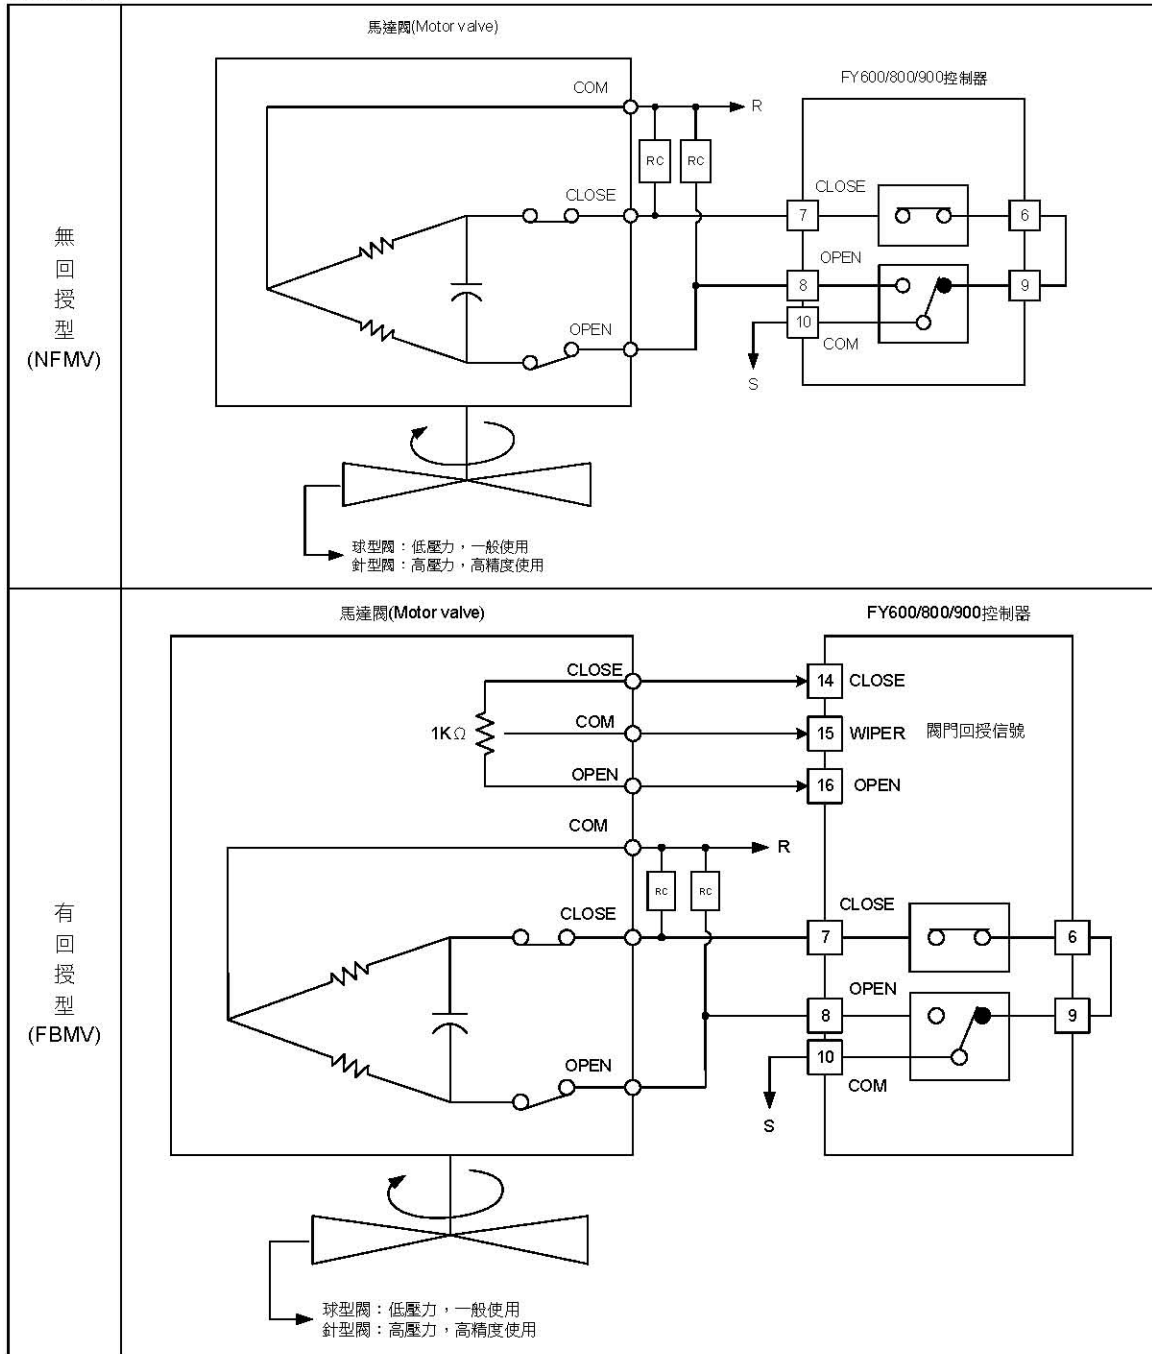 馬達閥(Motor valve)
FY600/800/900控制器
COM
R
RC
RC
CLOSE
CLOSE
7
6
OPEN
8
9
10
OPEN
COM
S
無
回
授
型
(NFMV)
球型閥：低壓力，一般使用
針型閥：高壓力，高精度使用
馬達閥(Motor valve)
FY600/800/900控制器
CLOSE
14
CLOSE
1KΩ
COM
15
WIPER
閥門回授信號
OPEN
16
OPEN
COM
R
RC
RC
CLOSE
CLOSE
7
6
OPEN
8
9
10
OPEN
COM
S
有
回
授
型
(FBMV)
球型閥：低壓力，一般使用
針型閥：高壓力，高精度使用